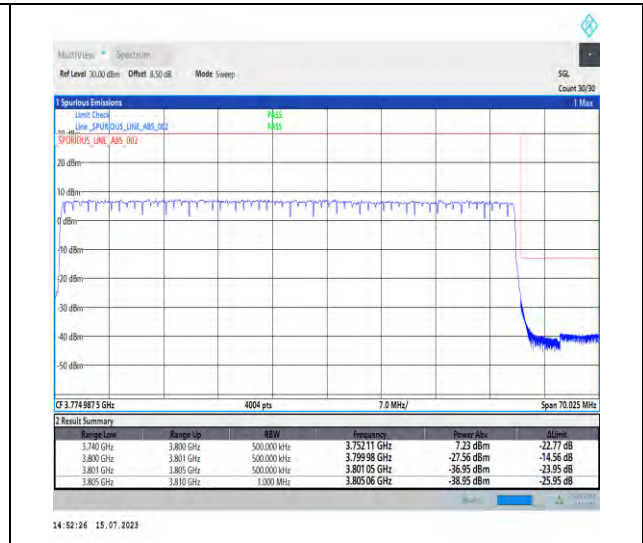 MultiView Spectrum
Ref Level 30.00 dBm Offset 8.50 dB Mode Sweep SGL
Count 30/30
1 Spurious Emissions 1 Max
Limit Check PASS
Line _SPURIOUS_LINE_ABS_002 PASS
SPURIOUS_LINE_ABS_002
20 dBm
10 dBm
0 dBm
-10 dBm
-20 dBm
-30 dBm
-40 dBm
-50 dBm
CF 3.774 987 5 GHz 4004 pts 7.0 MHz/ Span 70.025 MHz
2 Result Summary
Range Low Range Up RBW Frequency Power Abs ΔLimit
3.740 GHz 3.800 GHz 500.000 kHz 3.752 11 GHz 7.23 dBm -22.77 dB
3.800 GHz 3.801 GHz 500.000 kHz 3.799 98 GHz -27.56 dBm -14.56 dB
3.801 GHz 3.805 GHz 500.000 kHz 3.801 05 GHz -36.95 dBm -23.95 dB
3.805 GHz 3.810 GHz 1.000 MHz 3.805 06 GHz -38.95 dBm -25.95 dB
14:52:26 15.07.2023